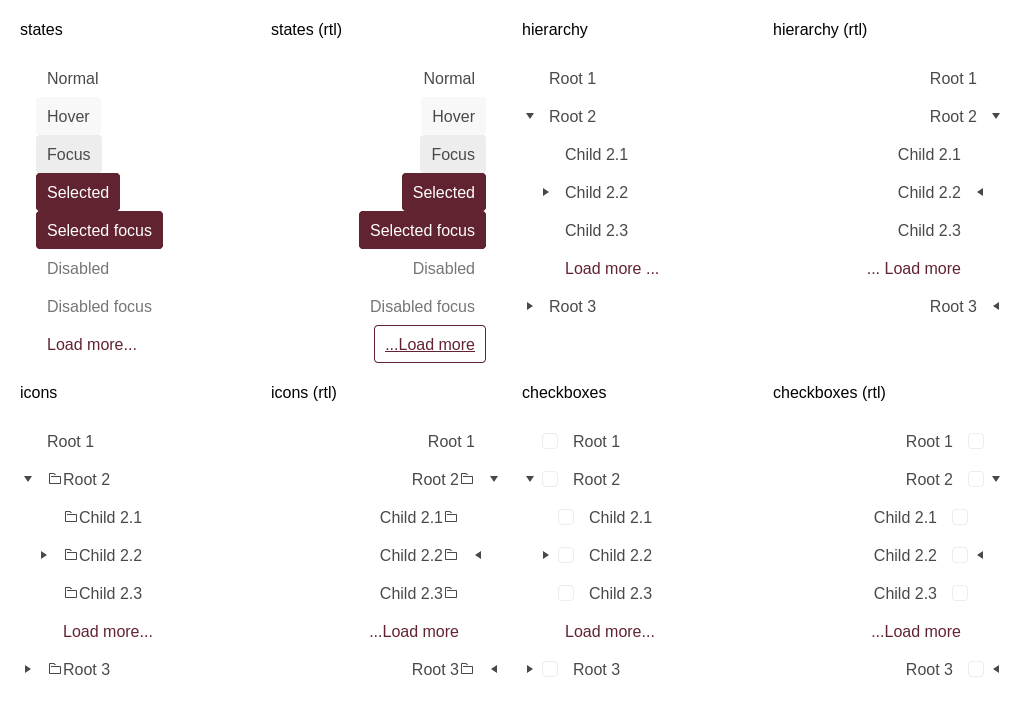 states
Normal
Hover
Focus
Selected
Selected focus
Disabled
Disabled focus
Load more...
states (rtl)
Normal
Hover
Focus
Selected
Selected focus
Disabled
Disabled focus
...Load more
hierarchy
Root 1
Root 2
Child 2.1
Child 2.2
Child 2.3
Load more ...
Root 3
hierarchy (rtl)
Root 1
Root 2
Child 2.1
Child 2.2
Child 2.3
... Load more
Root 3
icons
Root 1
Root 2
Child 2.1
Child 2.2
Child 2.3
Load more...
Root 3
icons (rtl)
Root 1
Root 2
Child 2.1
Child 2.2
Child 2.3
...Load more
Root 3
checkboxes
Root 1
Root 2
Child 2.1
Child 2.2
Child 2.3
Load more...
Root 3
checkboxes (rtl)
Root 1
Root 2
Child 2.1
Child 2.2
Child 2.3
...Load more
Root 3